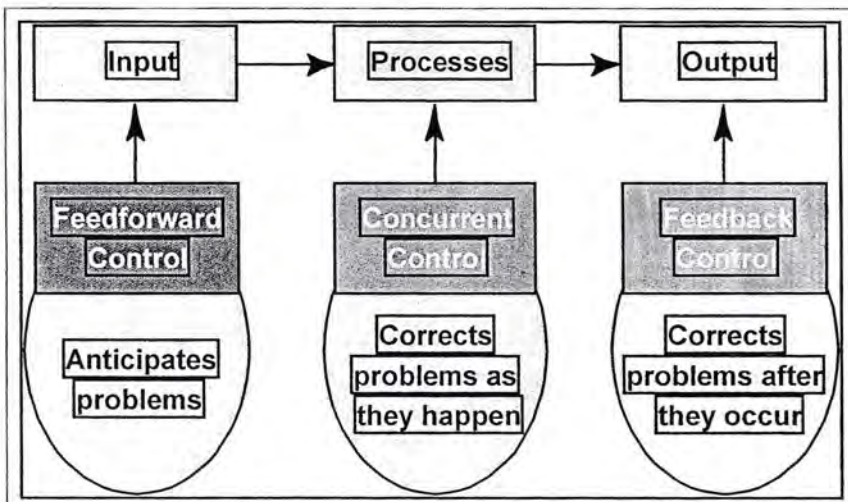 Input
Processes
Output
Feedforward
Control
Concurrent
Control
Feedback
Control
Anticipates
problems
Corrects
problems as
they happen
Corrects
problems after
they occur